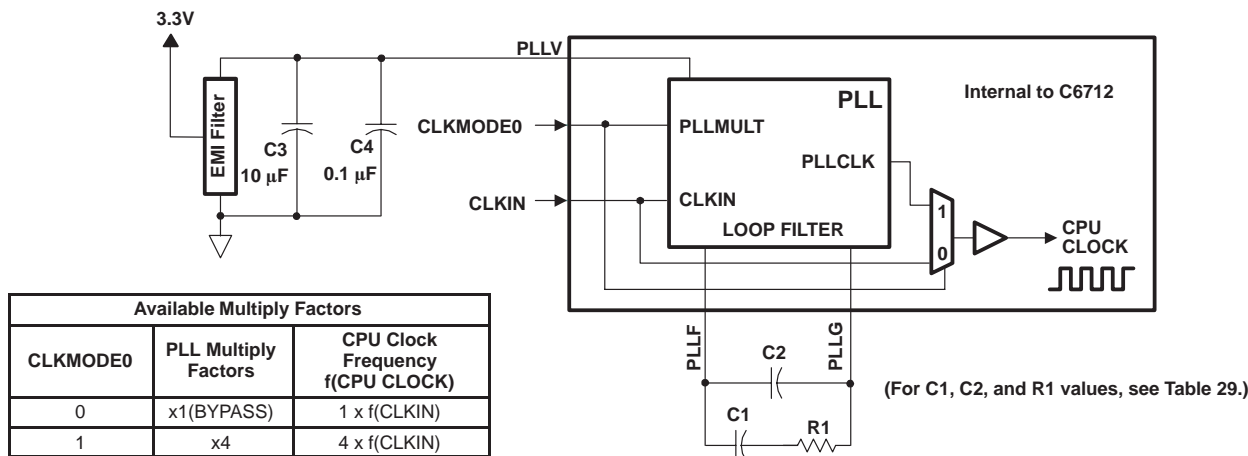 3.3V
PLLV
EMI Filter
C3
10 μF
C4
0.1 μF
CLKMODE0
CLKIN
PLL
PLLMULT
PLLCLK
CLKIN
LOOP FILTER
Internal to C6712
1
0
CPU
CLOCK
PLLF
PLLG
C2
C1
R1
(For C1, C2, and R1 values, see Table 29.)
Available Multiply Factors
CLKMODE0
PLL Multiply
Factors
CPU Clock
Frequency
f(CPU CLOCK)
0
x1(BYPASS)
1 x f(CLKIN)
1
x4
4 x f(CLKIN)